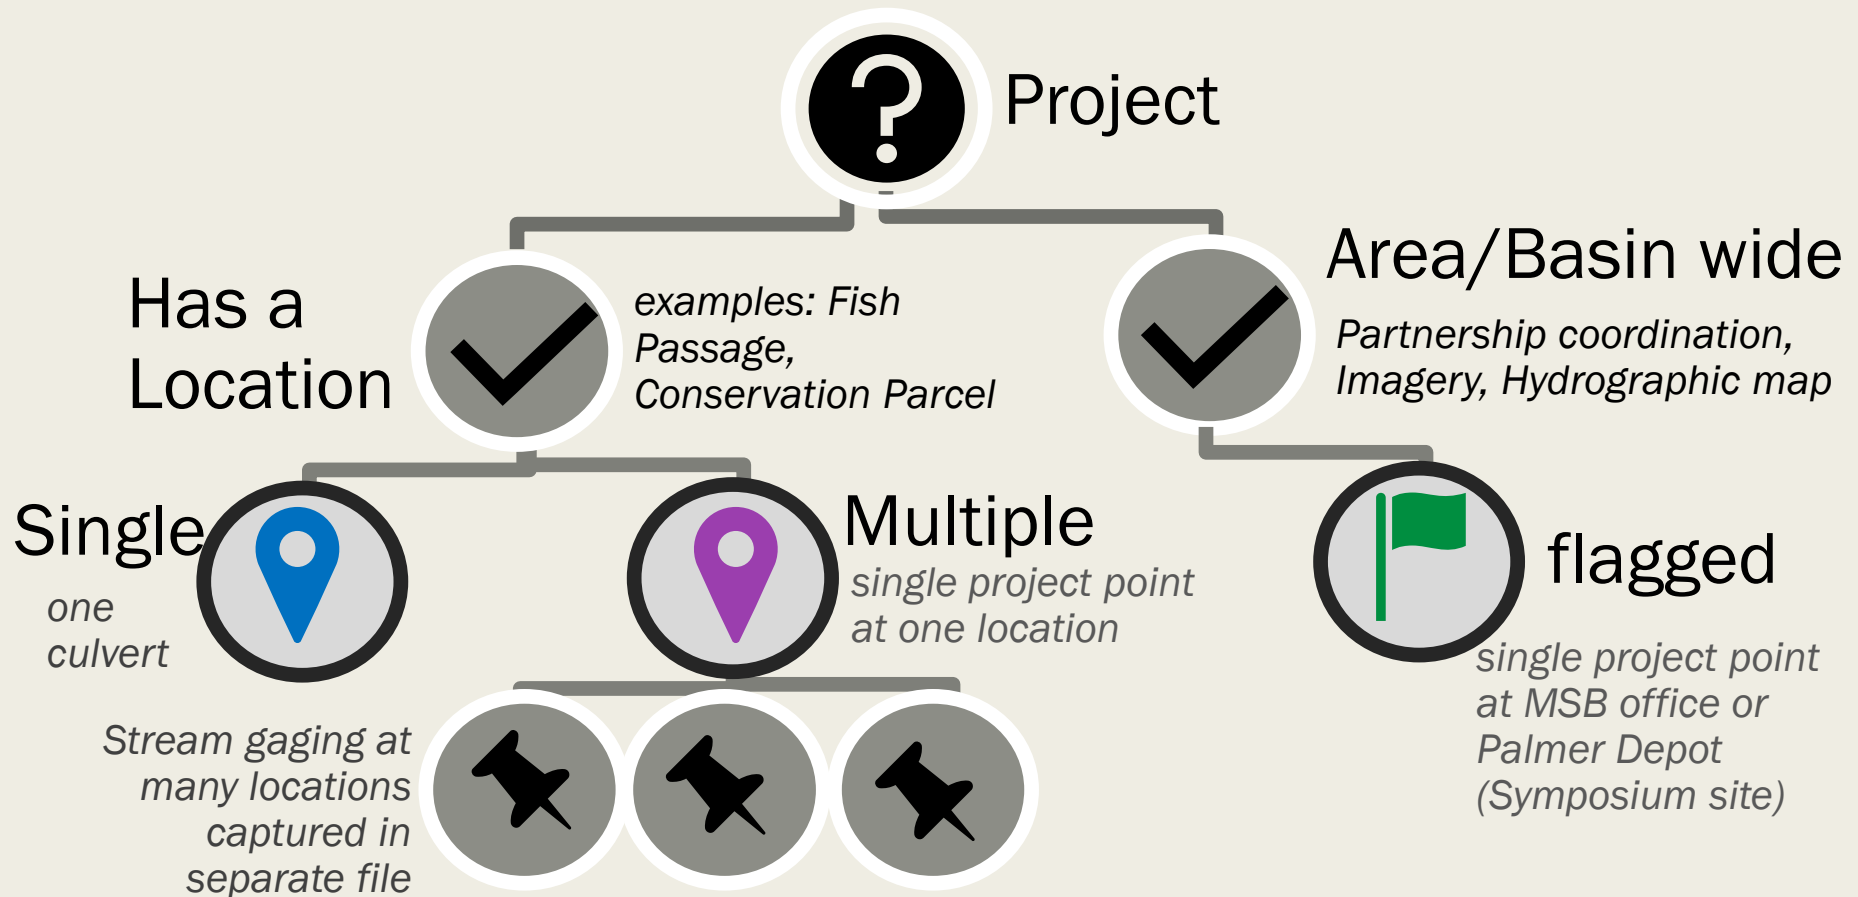 Project
Has a
Location
examples: Fish
Passage,
Conservation Parcel
Area/Basin wide
Partnership coordination,
Imagery, Hydrographic map
Single
one
culvert
Multiple
single project point
at one location
flagged
single project point
at MSB office or
Palmer Depot
(Symposium site)
Stream gaging at
many locations
captured in
separate file